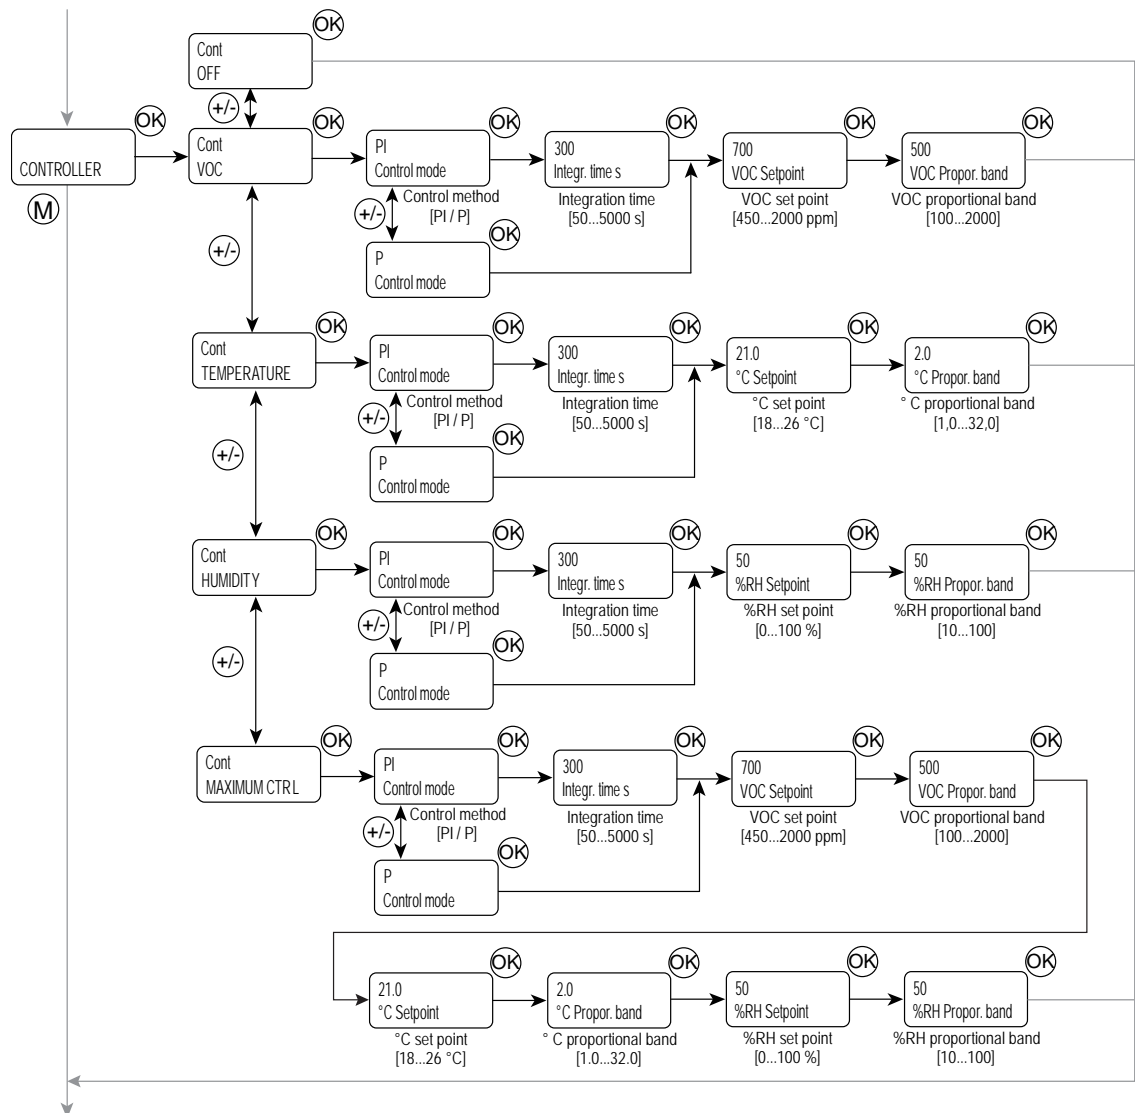 OK
Cont
OFF
+/-
OK
OK
OK
OK
OK
OK
CONTROLLER
M
Cont
VOC
PI
Control mode
300
Integr. time s
700
VOC Setpoint
500
VOC Propor. band
Control method
[PI / P]
Integration time
[50...5000 s]
VOC set point
[450...2000 ppm]
VOC proportional band
[100...2000]
+/-
OK
P
Control mode
+/-
OK
OK
OK
OK
OK
Cont
TEMPERATURE
PI
Control mode
300
Integr. time s
21.0
°C Setpoint
2.0
°C Propor. band
Control method
[PI / P]
Integration time
[50...5000 s]
°C set point
[18...26 °C]
° C proportional band
[1,0...32,0]
+/-
OK
P
Control mode
+/-
OK
OK
OK
OK
OK
Cont
HUMIDITY
PI
Control mode
300
Integr. time s
50
%RH Setpoint
50
%RH Propor. band
Control method
[PI / P]
Integration time
[50...5000 s]
%RH set point
[0...100 %]
%RH proportional band
[10...100]
+/-
OK
P
Control mode
+/-
OK
OK
OK
OK
OK
Cont
MAXIMUM CTRL
PI
Control mode
300
Integr. time s
700
VOC Setpoint
500
VOC Propor. band
Control method
[PI / P]
Integration time
[50...5000 s]
VOC set point
[450...2000 ppm]
VOC proportional band
[100...2000]
+/-
OK
P
Control mode
OK
OK
OK
OK
21.0
°C Setpoint
2.0
°C Propor. band
50
%RH Setpoint
50
%RH Propor. band
°C set point
[18...26 °C]
° C proportional band
[1.0...32.0]
%RH set point
[0...100 %]
%RH proportional band
[10...100]